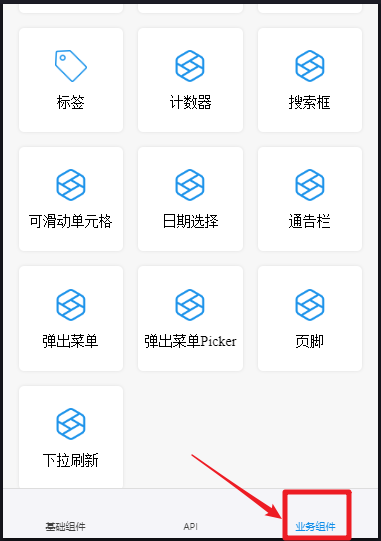 标签
计数器
搜索框
可滑动单元格
日期选择
通告栏
弹出菜单
弹出菜单Picker
页脚
下拉刷新
基础组件
API
业务组件